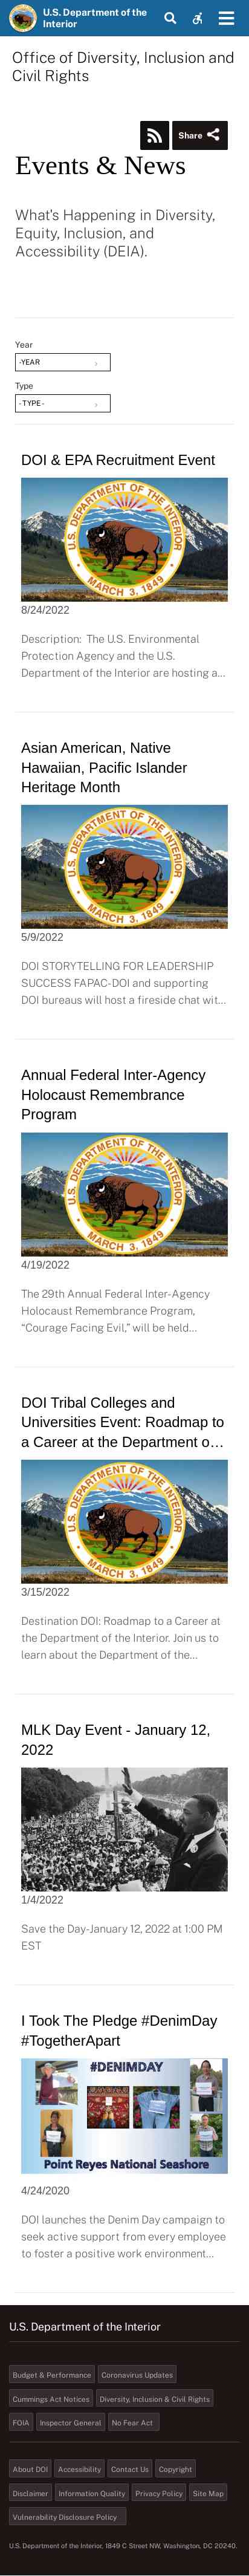 U.S. Department of the
Interior
Office of Diversity, Inclusion and
Civil Rights
Share
Events & News
What's Happening in Diversity,
Equity, Inclusion, and
Accessibility (DEIA).
Year
-YEAR
Type
- TYPE -
DOI & EPA Recruitment Event
U.S. DEPARTMENT OF THE INTERIOR
MARCH 3, 1849
8/24/2022
Description:  The U.S. Environmental
Protection Agency and the U.S.
Department of the Interior are hosting a...
Asian American, Native
Hawaiian, Pacific Islander
Heritage Month
U.S. DEPARTMENT OF THE INTERIOR
MARCH 3, 1849
5/9/2022
DOI STORYTELLING FOR LEADERSHIP
SUCCESS FAPAC-DOI and supporting
DOI bureaus will host a fireside chat wit...
Annual Federal Inter-Agency
Holocaust Remembrance
Program
U.S. DEPARTMENT OF THE INTERIOR
MARCH 3, 1849
4/19/2022
The 29th Annual Federal Inter-Agency
Holocaust Remembrance Program,
“Courage Facing Evil,” will be held...
DOI Tribal Colleges and
Universities Event: Roadmap to
a Career at the Department o...
U.S. DEPARTMENT OF THE INTERIOR
MARCH 3, 1849
3/15/2022
Destination DOI: Roadmap to a Career at
the Department of the Interior. Join us to
learn about the Department of the...
MLK Day Event - January 12,
2022
1/4/2022
Save the Day-January 12, 2022 at 1:00 PM
EST
I Took The Pledge #DenimDay
#TogetherApart
#DENIMDAY
Point Reyes National Seashore
4/24/2020
DOI launches the Denim Day campaign to
seek active support from every employee
to foster a positive work environment...
U.S. Department of the Interior
Budget & Performance
Coronavirus Updates
Cummings Act Notices
Diversity, Inclusion & Civil Rights
FOIA
Inspector General
No Fear Act
About DOI
Accessibility
Contact Us
Copyright
Disclaimer
Information Quality
Privacy Policy
Site Map
Vulnerability Disclosure Policy
U.S. Department of the Interior, 1849 C Street NW, Washington, DC 20240.